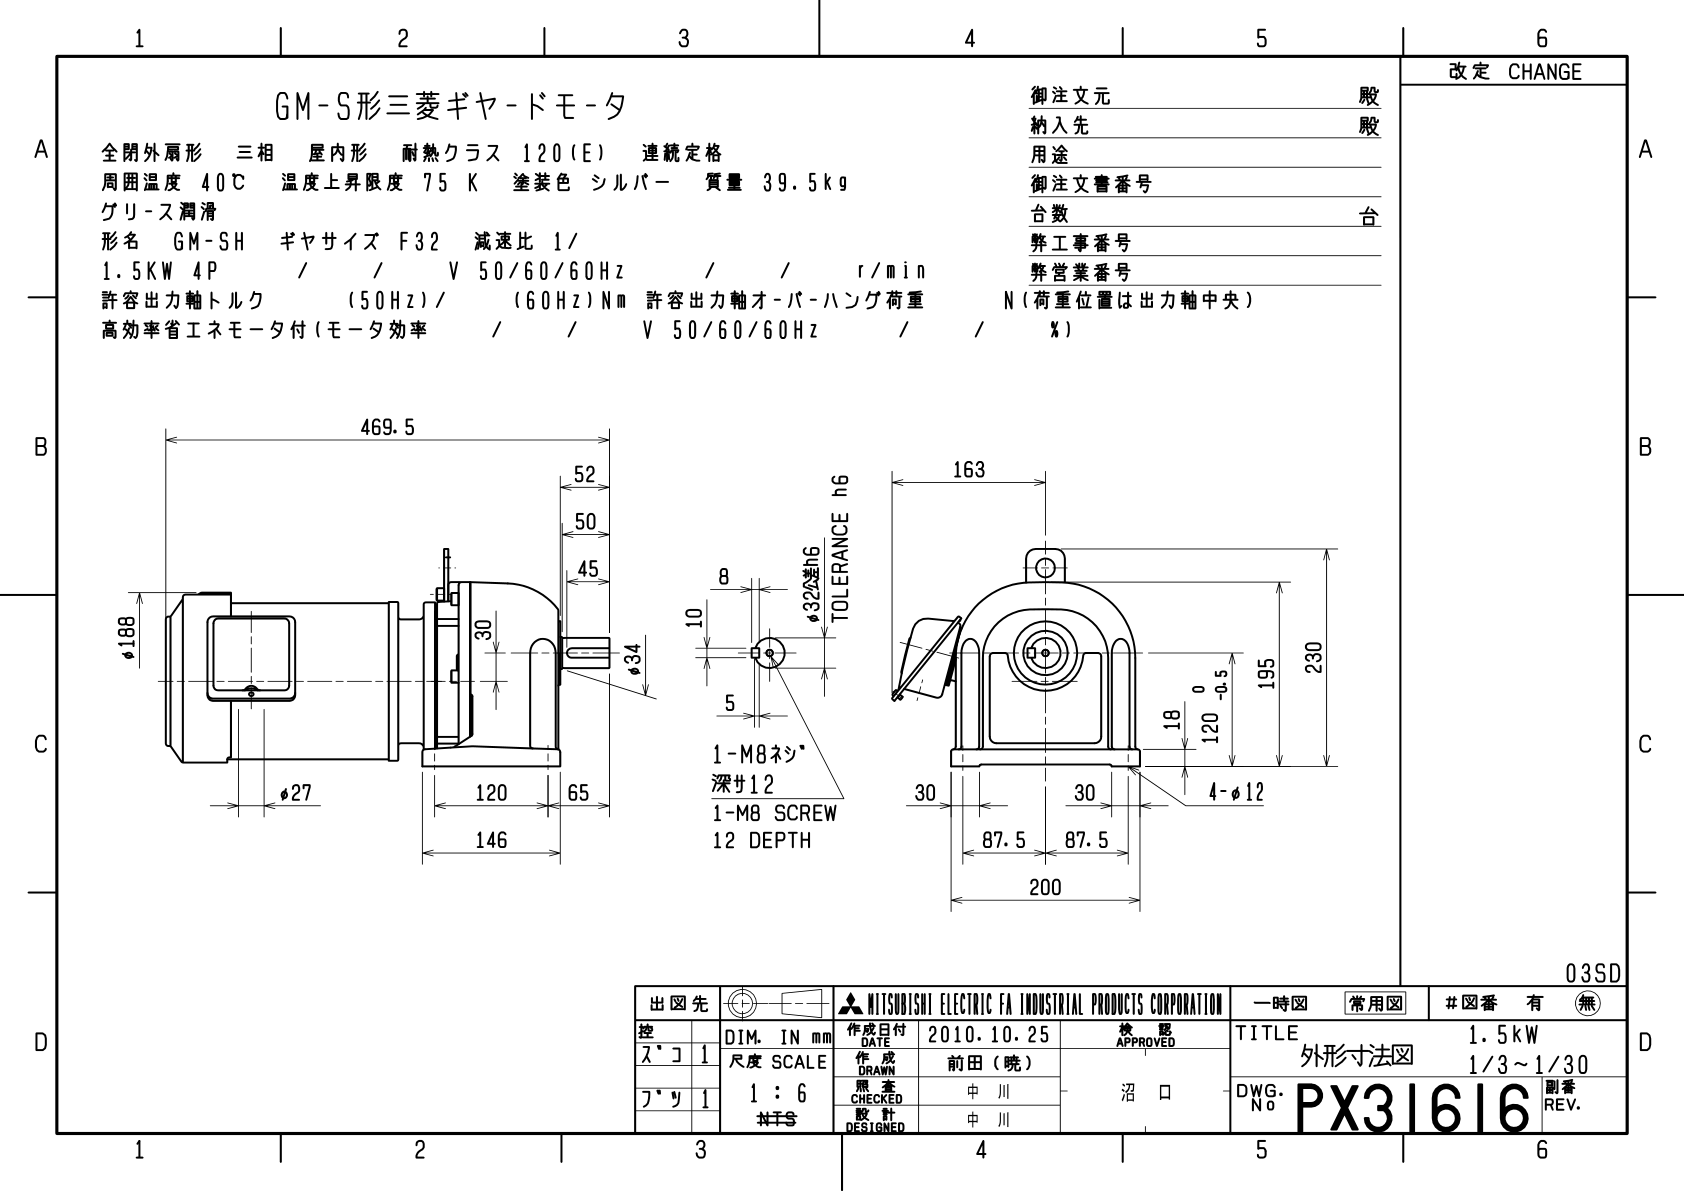 1 2 3 4 5 6
改定 CHANGE
GM-S形三菱ギヤードモータ
全閉外扇形 三相 屋内形 耐熱クラス 120(E) 連続定格
周囲温度 40℃ 温度上昇限度 75 K 塗装色 シルバー 質量 39.5kg
グリース潤滑
形名 GM-SH ギヤサイズ F32 減速比 1/
1.5KW 4P / / V 50/60/60Hz / / r/min
許容出力軸トルク (50Hz)/ (60Hz)Nm 許容出力軸オーバーハング荷重 N(荷重位置は出力軸中央)
高効率省エネモータ付(モータ効率 / / V 50/60/60Hz / / %)
御注文元 殿
納入先 殿
用途
御注文書番号
台数 台
弊工事番号
弊営業番号
A A
B B
C C
D D
469.5
52
50
45
φ188
30
φ34
φ27
120
65
146
8
10
5
φ32公差h6
TOLERANCE h6
1-M8ネジ
深サ12
1-M8 SCREW
12 DEPTH
163
18
120 0 -0.5
195
230
30
30
4-φ12
87.5
87.5
200
03SD
出図先
控
ズコ 1
ブツ 1
DIM. IN mm
尺度 SCALE
1 : 6
NTS
MITSUBISHI ELECTRIC FA INDUSTRIAL PRODUCTS CORPORATION
作成日付 DATE 2010.10.25
検認 APPROVED
作成 DRAWN 前田(暁)
照査 CHECKED 中川
沼口
設計 DESIGNED 中川
一時図 常用図 #図番 有 無
TITLE 1.5kW
外形寸法図 1/3~1/30
DWG. No PX31616 副番 REV.
1 2 3 4 5 6